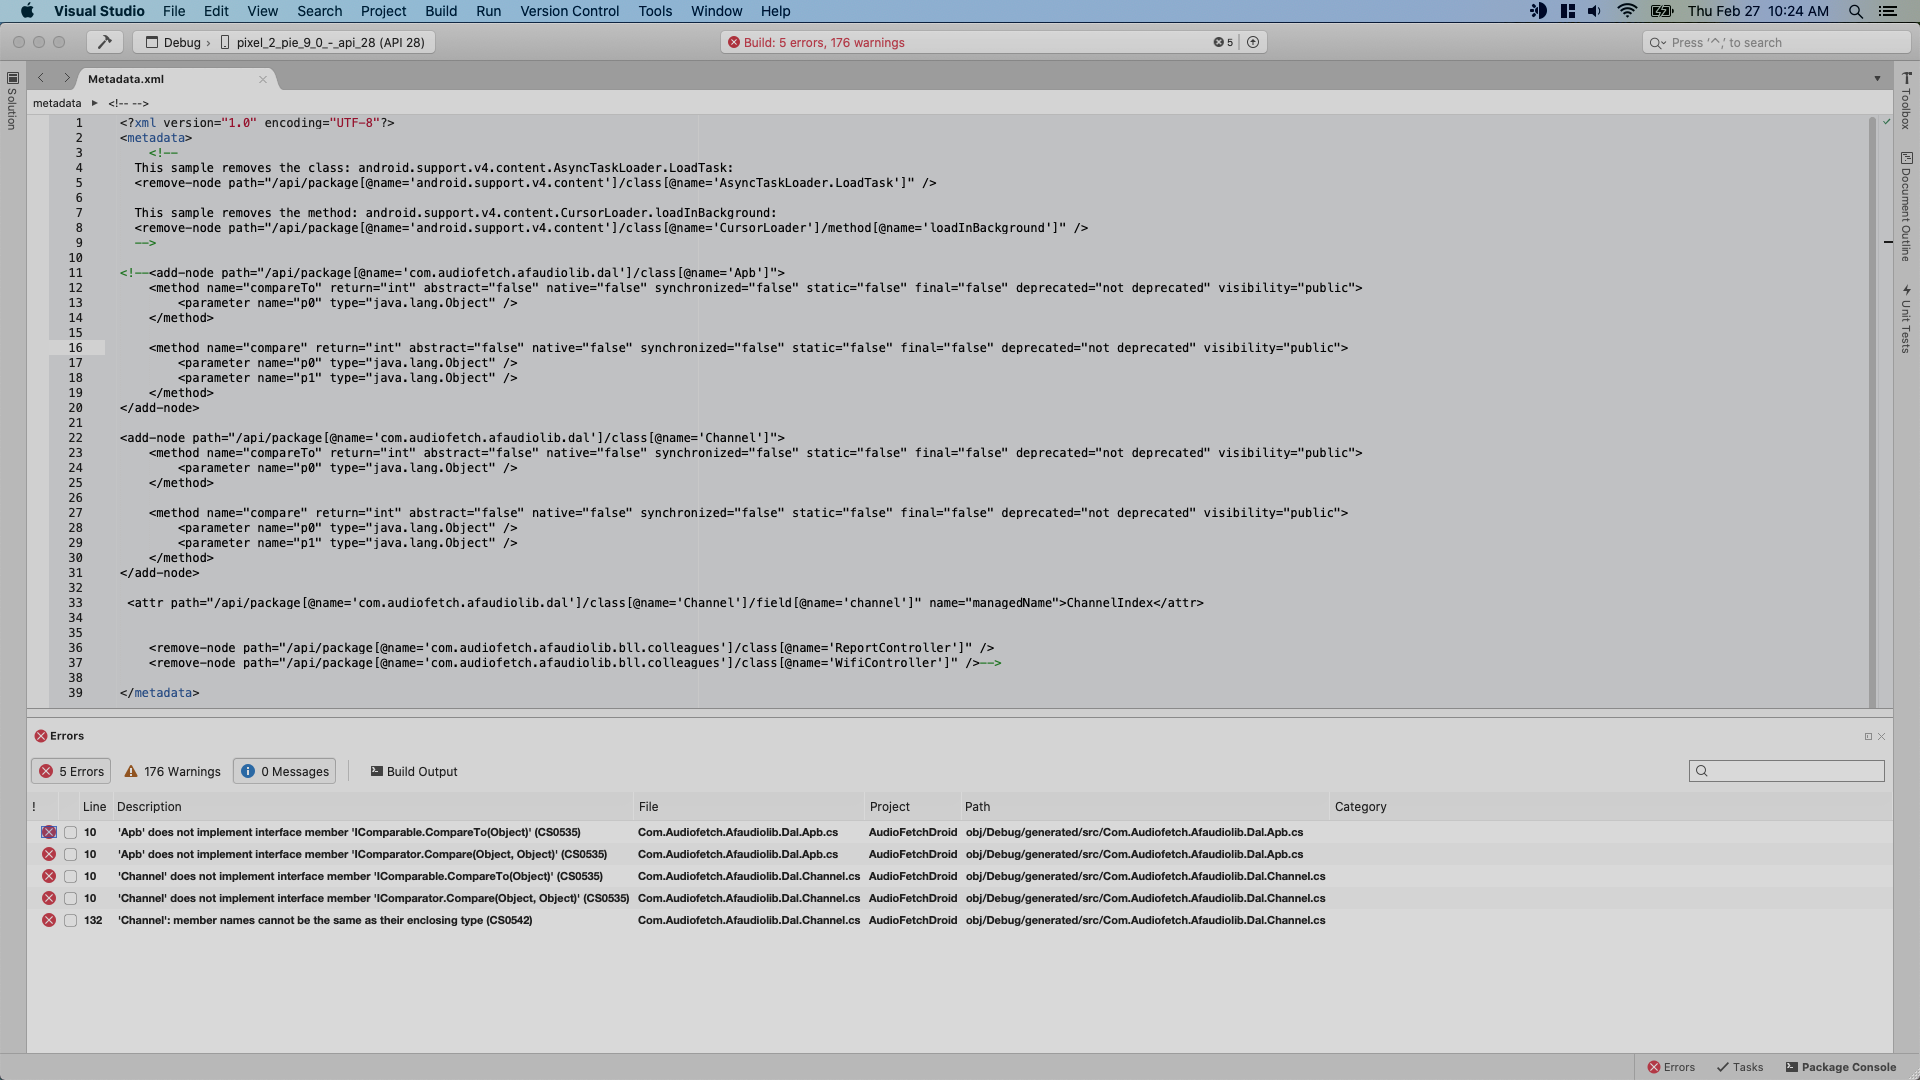 Visual Studio File Edit View Search Project Build Run Version Control Tools Window Help Thu Feb 27 10:24 AM
Debug › pixel_2_pie_9_0_-_api_28 (API 28) Build: 5 errors, 176 warnings 5 Press '^,' to search
Solution
Metadata.xml
metadata ▸ <!-- -->
1 <?xml version="1.0" encoding="UTF-8"?>
2 <metadata>
3 <!--
4 This sample removes the class: android.support.v4.content.AsyncTaskLoader.LoadTask:
5 <remove-node path="/api/package[@name='android.support.v4.content']/class[@name='AsyncTaskLoader.LoadTask']" />
6
7 This sample removes the method: android.support.v4.content.CursorLoader.loadInBackground:
8 <remove-node path="/api/package[@name='android.support.v4.content']/class[@name='CursorLoader']/method[@name='loadInBackground']" />
9 -->
10
11 <!--<add-node path="/api/package[@name='com.audiofetch.afaudiolib.dal']/class[@name='Apb']">
12 <method name="compareTo" return="int" abstract="false" native="false" synchronized="false" static="false" final="false" deprecated="not deprecated" visibility="public">
13 <parameter name="p0" type="java.lang.Object" />
14 </method>
15
16 <method name="compare" return="int" abstract="false" native="false" synchronized="false" static="false" final="false" deprecated="not deprecated" visibility="public">
17 <parameter name="p0" type="java.lang.Object" />
18 <parameter name="p1" type="java.lang.Object" />
19 </method>
20 </add-node>
21
22 <add-node path="/api/package[@name='com.audiofetch.afaudiolib.dal']/class[@name='Channel']">
23 <method name="compareTo" return="int" abstract="false" native="false" synchronized="false" static="false" final="false" deprecated="not deprecated" visibility="public">
24 <parameter name="p0" type="java.lang.Object" />
25 </method>
26
27 <method name="compare" return="int" abstract="false" native="false" synchronized="false" static="false" final="false" deprecated="not deprecated" visibility="public">
28 <parameter name="p0" type="java.lang.Object" />
29 <parameter name="p1" type="java.lang.Object" />
30 </method>
31 </add-node>
32
33 <attr path="/api/package[@name='com.audiofetch.afaudiolib.dal']/class[@name='Channel']/field[@name='channel']" name="managedName">ChannelIndex</attr>
34
35
36 <remove-node path="/api/package[@name='com.audiofetch.afaudiolib.bll.colleagues']/class[@name='ReportController']" />
37 <remove-node path="/api/package[@name='com.audiofetch.afaudiolib.bll.colleagues']/class[@name='WifiController']" />-->
38
39 </metadata>
Toolbox
Document Outline
Unit Tests
Errors
5 Errors 176 Warnings 0 Messages Build Output
! Line Description File Project Path Category
10 'Apb' does not implement interface member 'IComparable.CompareTo(Object)' (CS0535) Com.Audiofetch.Afaudiolib.Dal.Apb.cs AudioFetchDroid obj/Debug/generated/src/Com.Audiofetch.Afaudiolib.Dal.Apb.cs
10 'Apb' does not implement interface member 'IComparator.Compare(Object, Object)' (CS0535) Com.Audiofetch.Afaudiolib.Dal.Apb.cs AudioFetchDroid obj/Debug/generated/src/Com.Audiofetch.Afaudiolib.Dal.Apb.cs
10 'Channel' does not implement interface member 'IComparable.CompareTo(Object)' (CS0535) Com.Audiofetch.Afaudiolib.Dal.Channel.cs AudioFetchDroid obj/Debug/generated/src/Com.Audiofetch.Afaudiolib.Dal.Channel.cs
10 'Channel' does not implement interface member 'IComparator.Compare(Object, Object)' (CS0535) Com.Audiofetch.Afaudiolib.Dal.Channel.cs AudioFetchDroid obj/Debug/generated/src/Com.Audiofetch.Afaudiolib.Dal.Channel.cs
132 'Channel': member names cannot be the same as their enclosing type (CS0542) Com.Audiofetch.Afaudiolib.Dal.Channel.cs AudioFetchDroid obj/Debug/generated/src/Com.Audiofetch.Afaudiolib.Dal.Channel.cs
Errors Tasks Package Console